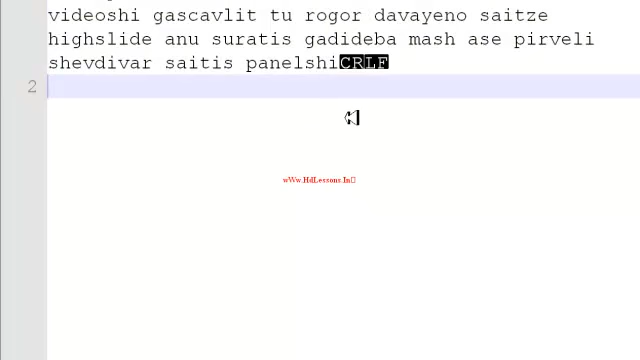 videoshi gascavlit tu rogor davayeno saitze
highslide anu suratis gadideba mash ase pirveli
shevdivar saitis panelshiCRLF
2
wWw.HdLessons.In